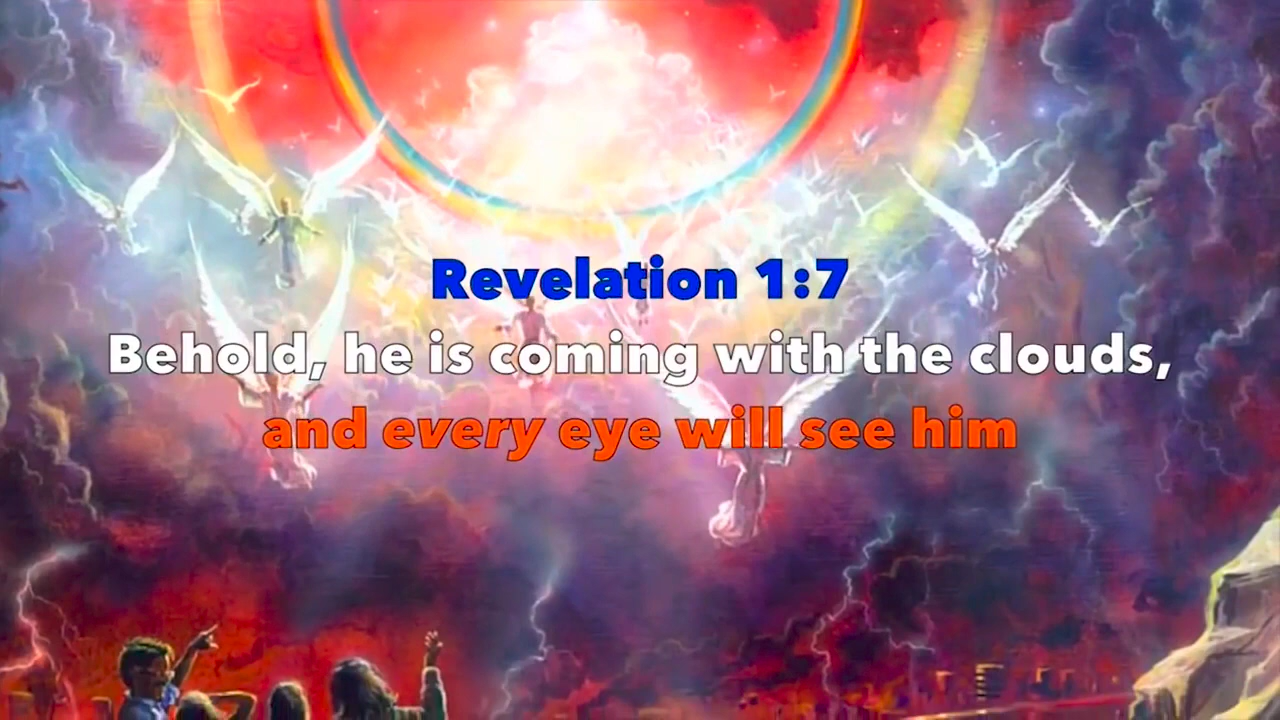 Revelation 1:7
Behold, he is coming with the clouds,
and every eye will see him